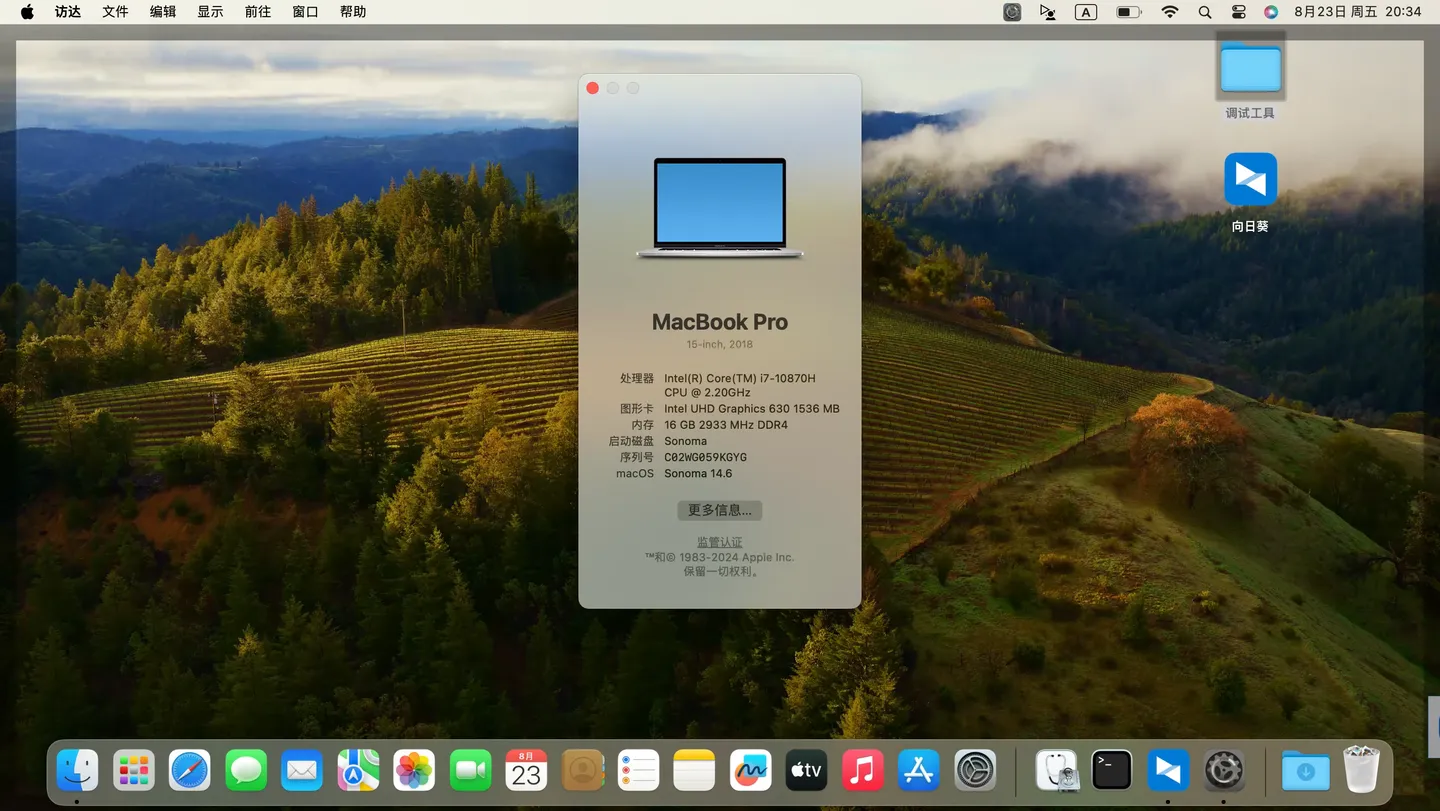 访达 文件 编辑 显示 前往 窗口 帮助 A 8月23日 周五 20:34
调试工具
向日葵
MacBook Pro
15-inch, 2018
处理器 Intel(R) Core(TM) i7-10870H
CPU @ 2.20GHz
图形卡 Intel UHD Graphics 630 1536 MB
内存 16 GB 2933 MHz DDR4
启动磁盘 Sonoma
序列号 C02WG059KGYG
macOS Sonoma 14.6
更多信息...
监管认证
™和© 1983-2024 Apple Inc.
保留一切权利。
8月
23
tv
>_